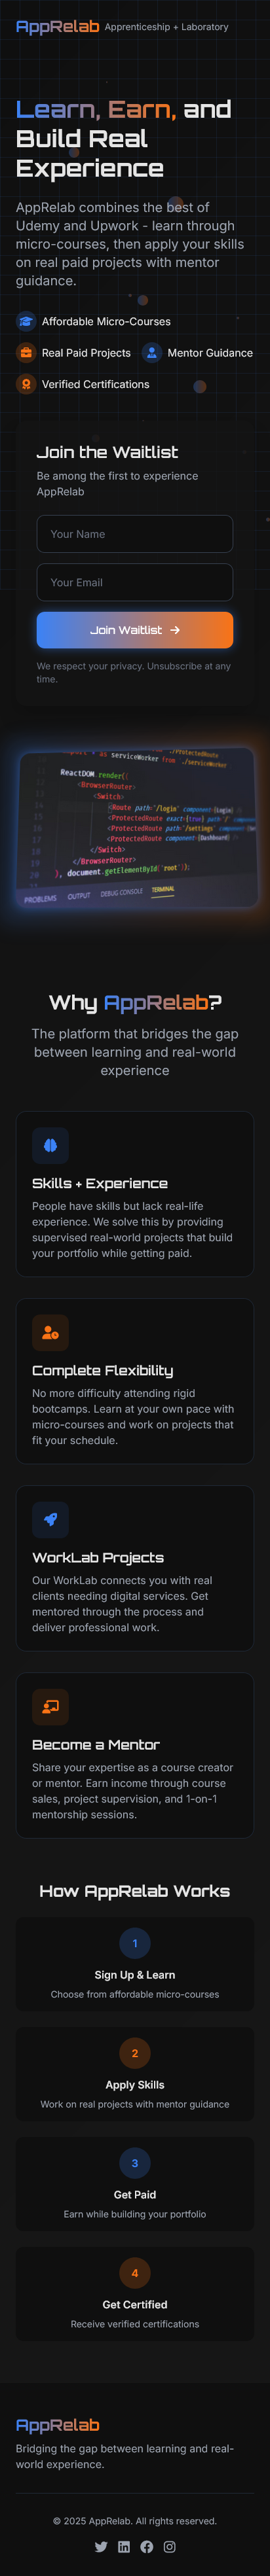 AppRelab Apprenticeship + Laboratory
Learn, Earn, and
Build Real
Experience
AppRelab combines the best of
Udemy and Upwork - learn through
micro-courses, then apply your skills
on real paid projects with mentor
guidance.
Affordable Micro-Courses
Real Paid Projects
Mentor Guidance
Verified Certifications
Join the Waitlist
Be among the first to experience
AppRelab
Your Name
Your Email
Join Waitlist →
We respect your privacy. Unsubscribe at any
time.
serviceWorker from './serviceWorker
ReactDOM.render(
<BrowserRouter>
<Switch>
<Route path="/login" component={Login} />
<ProtectedRoute exact={true} path="/" component=
<ProtectedRoute path="/settings" component=
<ProtectedRoute component={Dashboard} />
</Switch>
</BrowserRouter>
), document.getElementById('root'));
PROBLEMS OUTPUT DEBUG CONSOLE TERMINAL
Why AppRelab?
The platform that bridges the gap
between learning and real-world
experience
Skills + Experience
People have skills but lack real-life
experience. We solve this by providing
supervised real-world projects that build
your portfolio while getting paid.
Complete Flexibility
No more difficulty attending rigid
bootcamps. Learn at your own pace with
micro-courses and work on projects that
fit your schedule.
WorkLab Projects
Our WorkLab connects you with real
clients needing digital services. Get
mentored through the process and
deliver professional work.
Become a Mentor
Share your expertise as a course creator
or mentor. Earn income through course
sales, project supervision, and 1-on-1
mentorship sessions.
How AppRelab Works
1
Sign Up & Learn
Choose from affordable micro-courses
2
Apply Skills
Work on real projects with mentor guidance
3
Get Paid
Earn while building your portfolio
4
Get Certified
Receive verified certifications
AppRelab
Bridging the gap between learning and real-
world experience.
© 2025 AppRelab. All rights reserved.